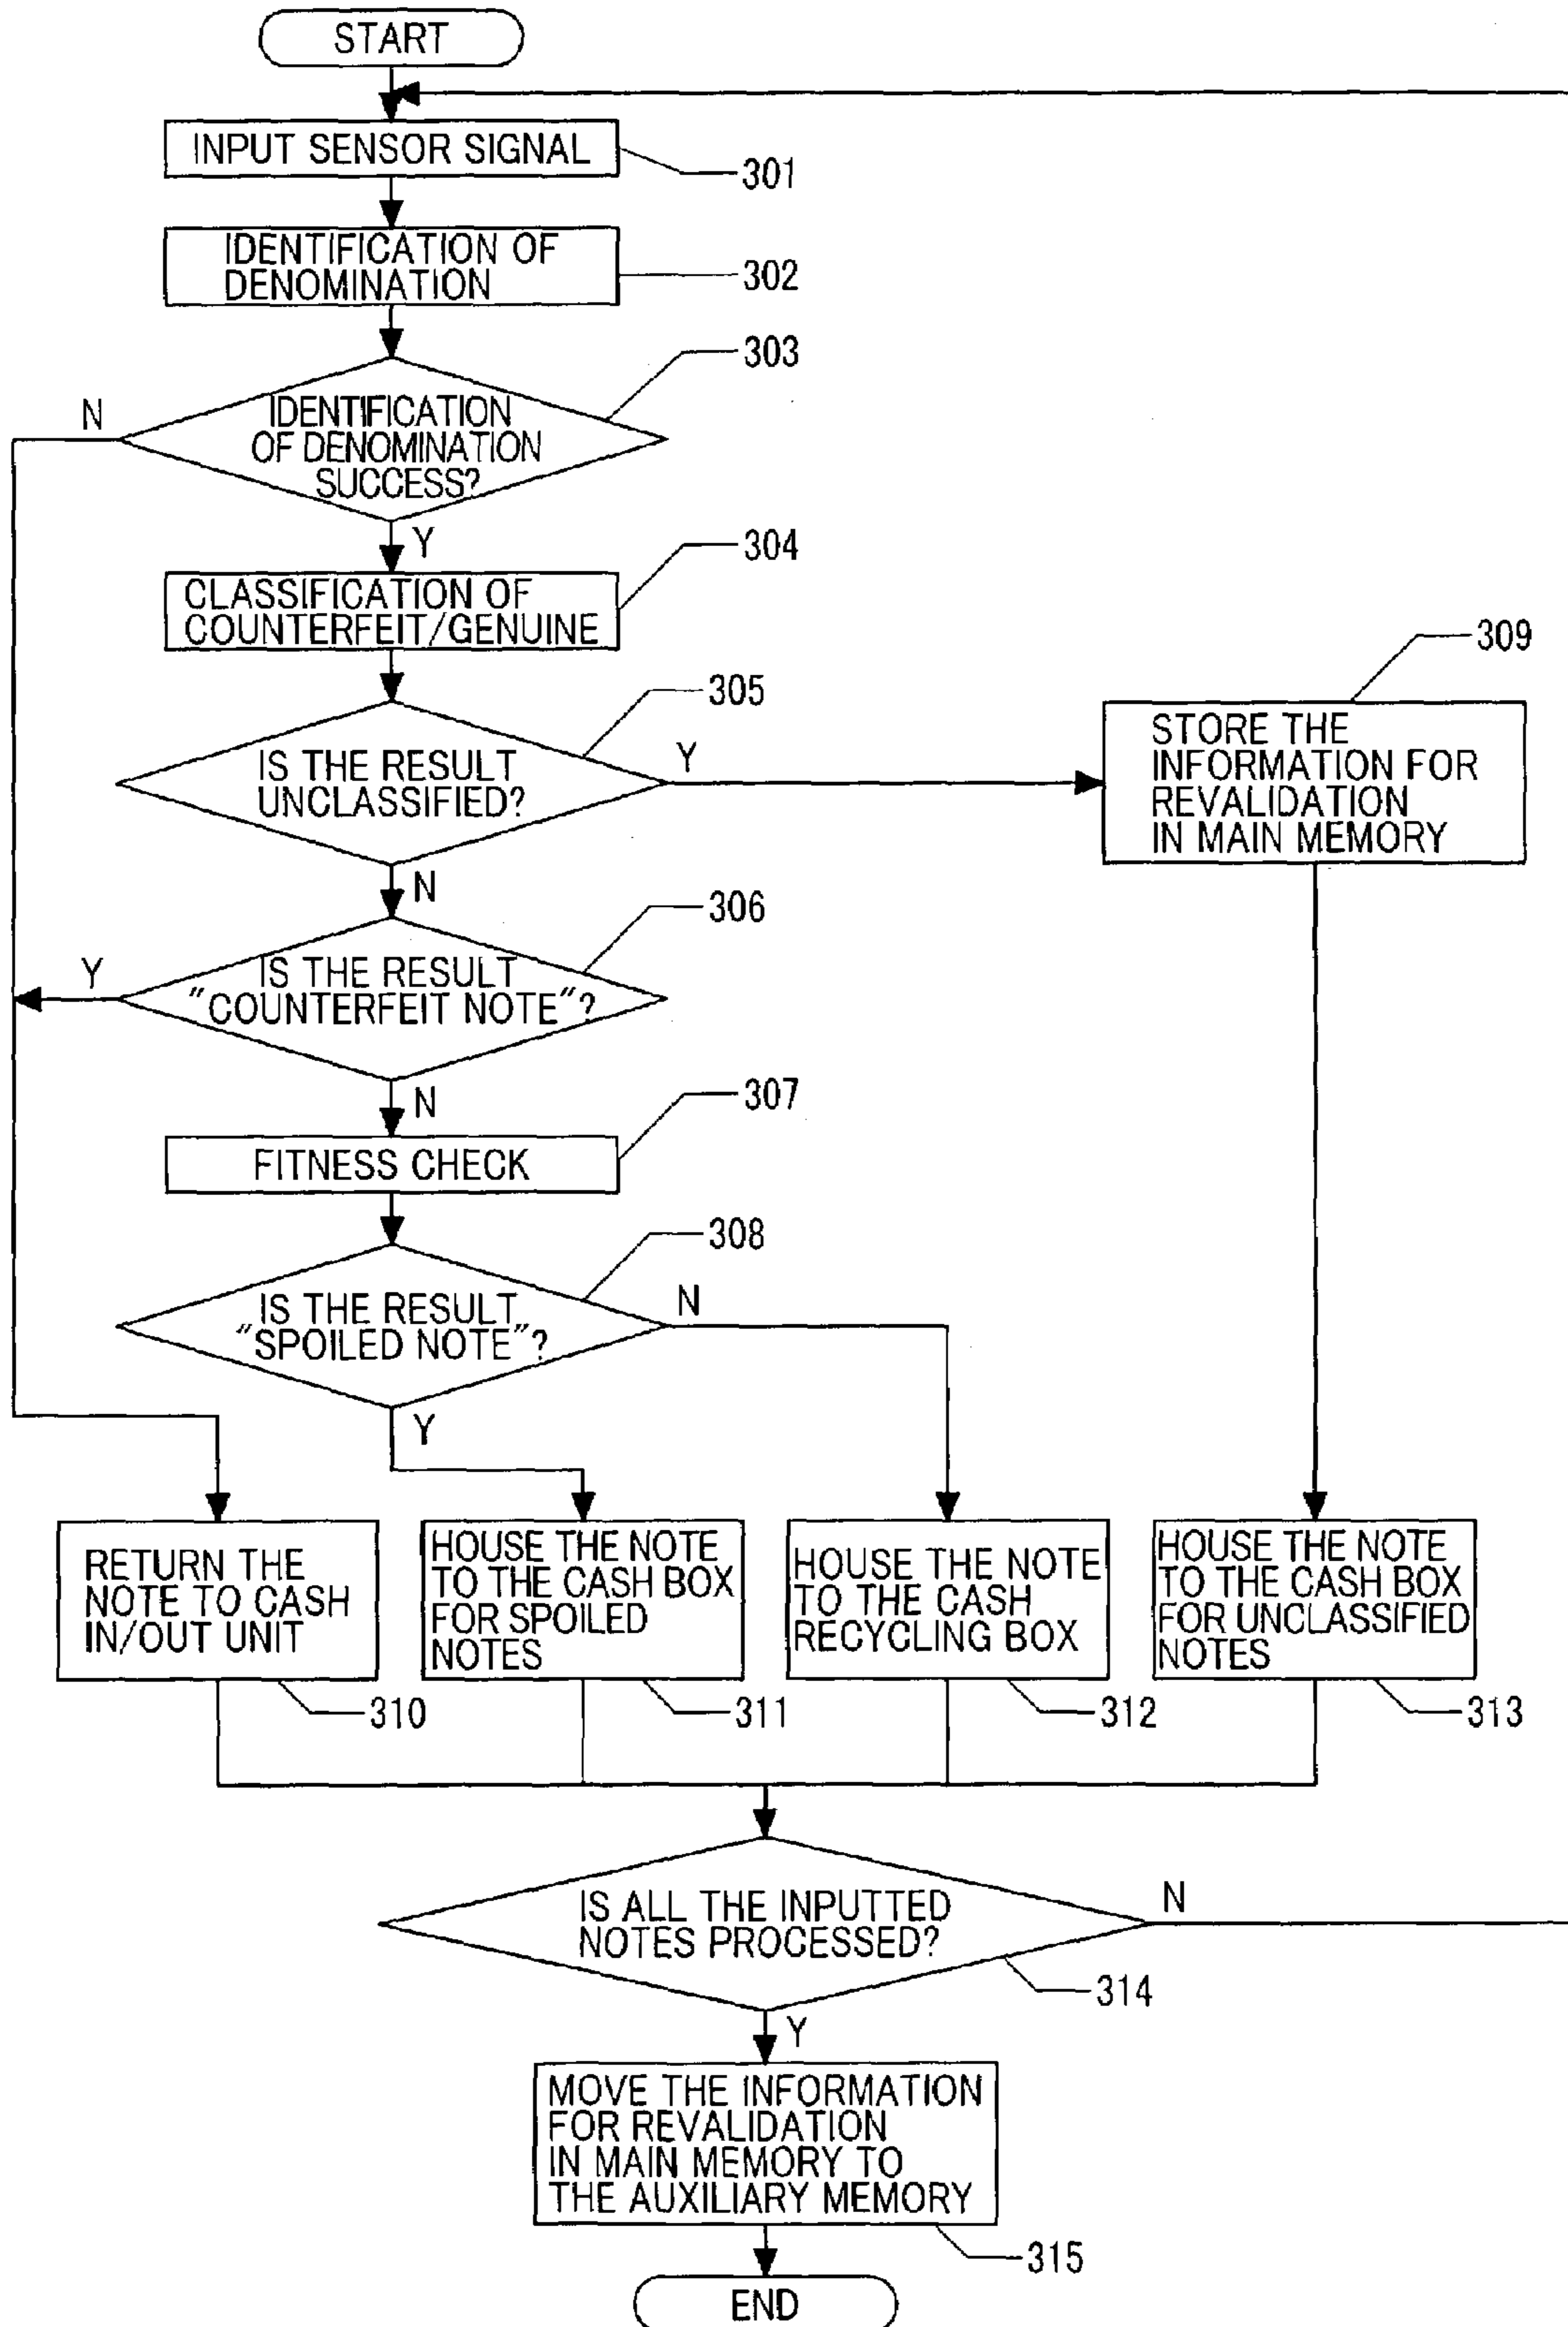 START
INPUT SENSOR SIGNAL
301
IDENTIFICATION OF
DENOMINATION
302
303
N
IDENTIFICATION
OF DENOMINATION
SUCCESS?
Y
304
CLASSIFICATION OF
COUNTERFEIT/GENUINE
305
IS THE RESULT
UNCLASSIFIED?
Y
309
STORE THE
INFORMATION FOR
REVALIDATION
IN MAIN MEMORY
N
306
Y
IS THE RESULT
"COUNTERFEIT NOTE"?
N
307
FITNESS CHECK
308
IS THE RESULT
"SPOILED NOTE"?
N
Y
RETURN THE
NOTE TO CASH
IN/OUT UNIT
310
HOUSE THE NOTE
TO THE CASH BOX
FOR SPOILED
NOTES
311
HOUSE THE NOTE
TO THE CASH
RECYCLING BOX
312
HOUSE THE NOTE
TO THE CASH BOX
FOR UNCLASSIFIED
NOTES
313
IS ALL THE INPUTTED
NOTES PROCESSED?
N
314
Y
MOVE THE INFORMATION
FOR REVALIDATION
IN MAIN MEMORY TO
THE AUXILIARY MEMORY
315
END